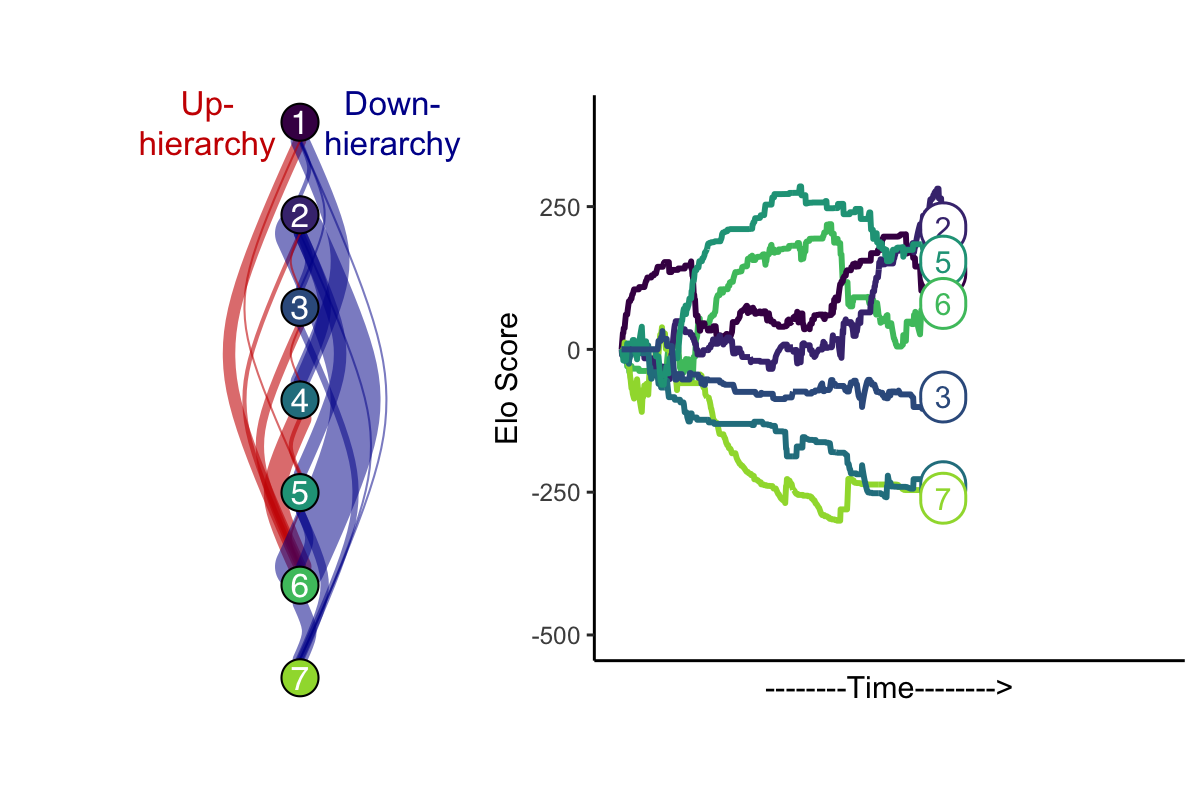 Up-
hierarchy
Down-
hierarchy
1
2
3
4
5
6
7
Elo Score
250
0
-250
-500
2
5
6
3
7
--------Time-------->